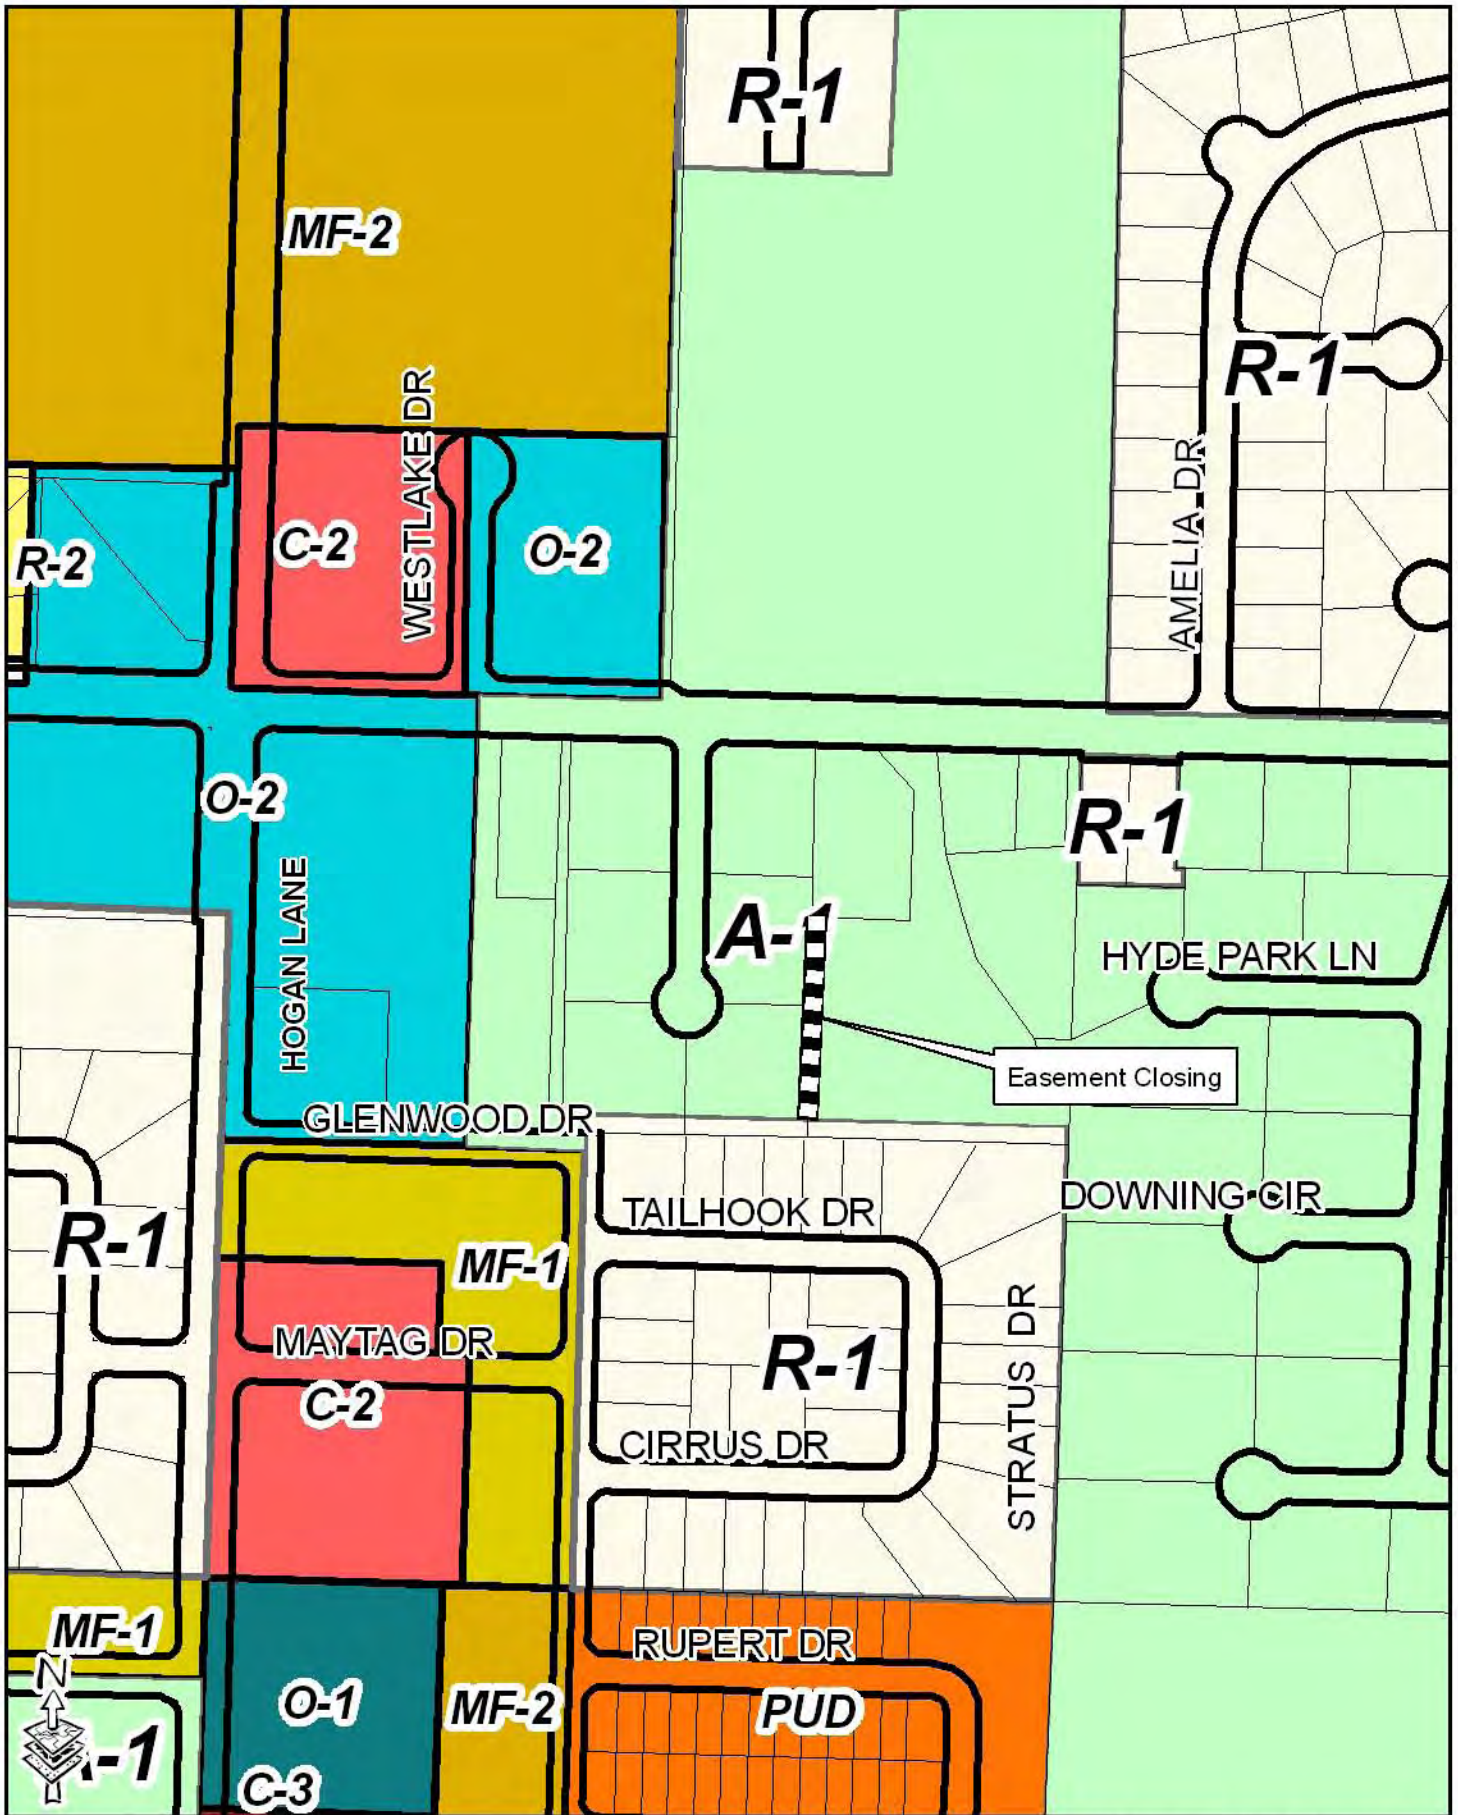 R-1
MF-2
R-1
WESTLAKE DR
AMELIA DR
C-2
O-2
R-2
O-2
R-1
HOGAN LANE
A-1
HYDE PARK LN
Easement Closing
GLENWOOD DR
TAILHOOK DR
DOWNING CIR
R-1
MF-1
STRATUS DR
MAYTAG DR
R-1
C-2
CIRRUS DR
MF-1
RUPERT DR
N
O-1
MF-2
PUD
-1
C-3